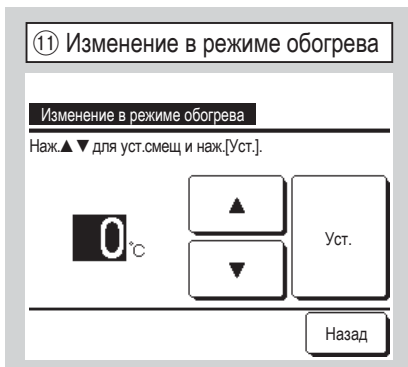 ⑪ Изменение в режиме обогрева
Изменение в режиме обогрева
Наж.▲▼ для уст.смещ и наж.[Уст.].
▲
0°C
Уст.
▼
Назад